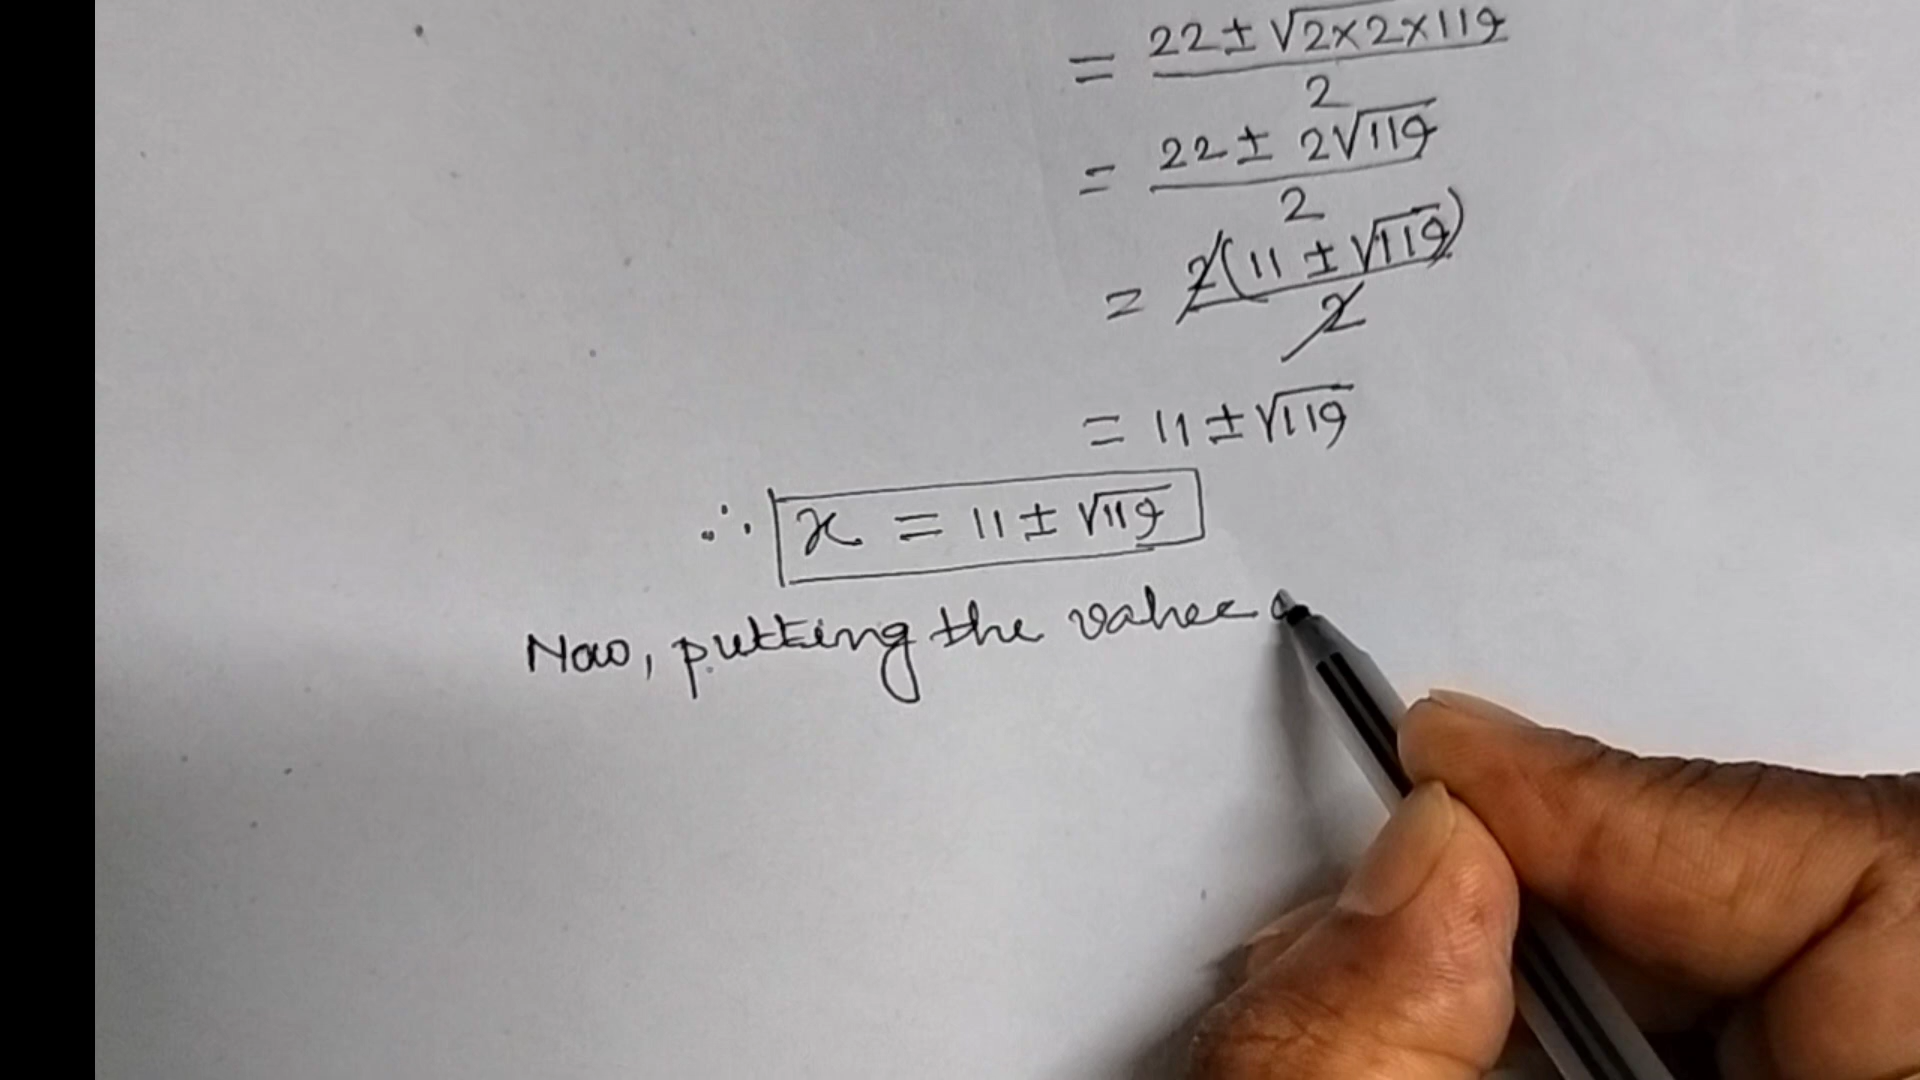 = (22 ± √(2×2×119))/2
= (22 ± 2√119)/2
= 2(11 ± √119)/2
= 11 ± √119
∴ x = 11 ± √119
Now, putting the value